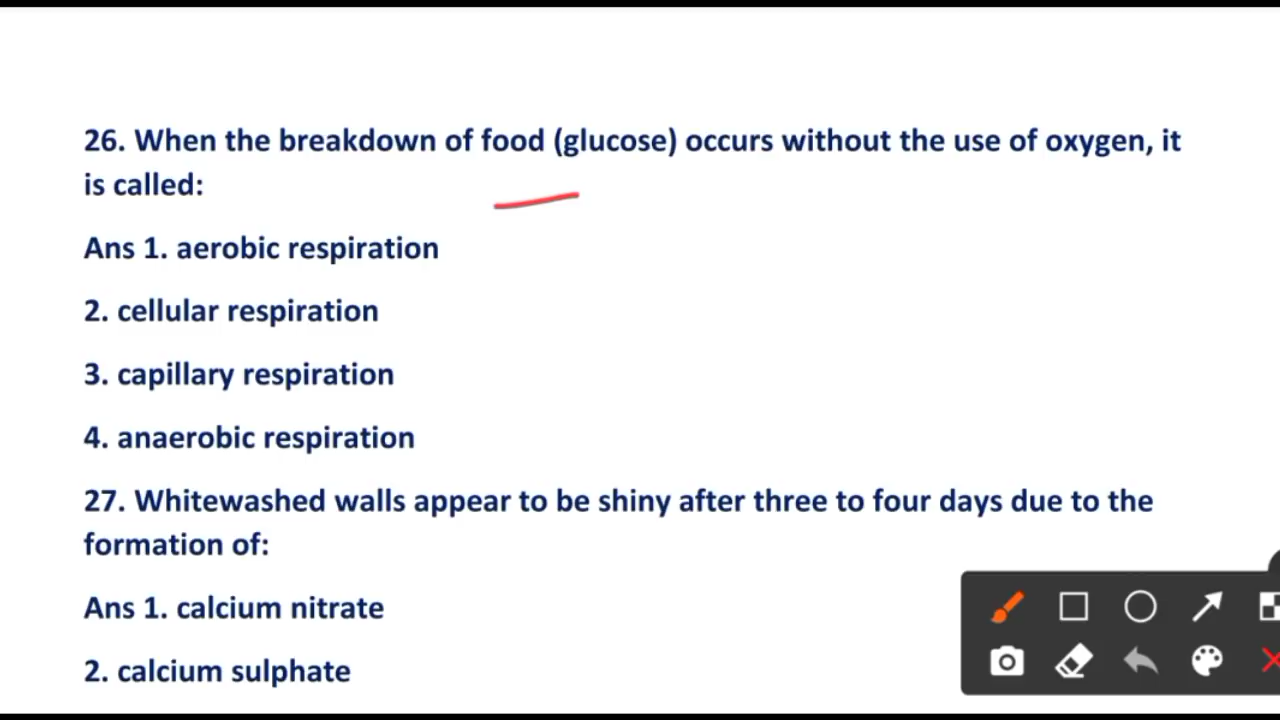 26. When the breakdown of food (glucose) occurs without the use of oxygen, it
is called:
Ans 1. aerobic respiration
2. cellular respiration
3. capillary respiration
4. anaerobic respiration
27. Whitewashed walls appear to be shiny after three to four days due to the
formation of:
Ans 1. calcium nitrate
2. calcium sulphate